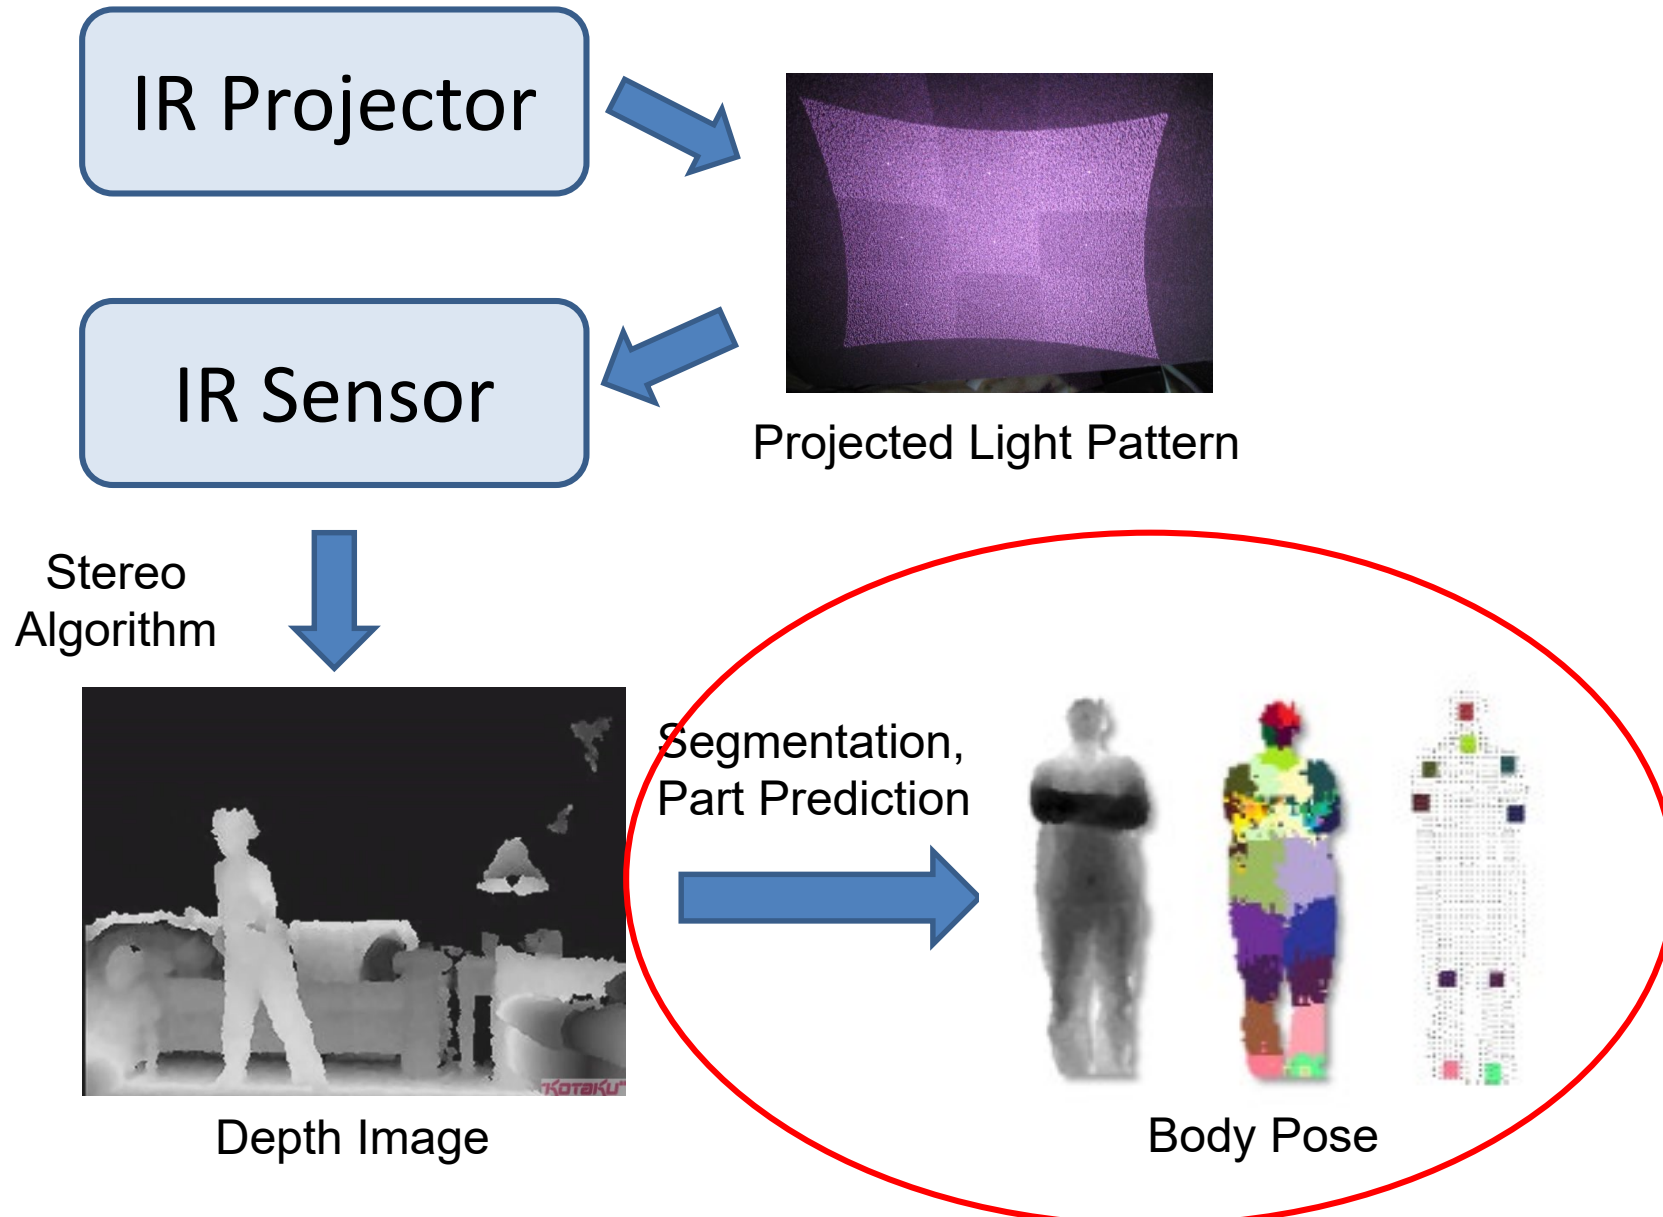 IR Projector
IR Sensor
Projected Light Pattern
Stereo
Algorithm
Segmentation,
Part Prediction
KOTAKU
Depth Image
Body Pose